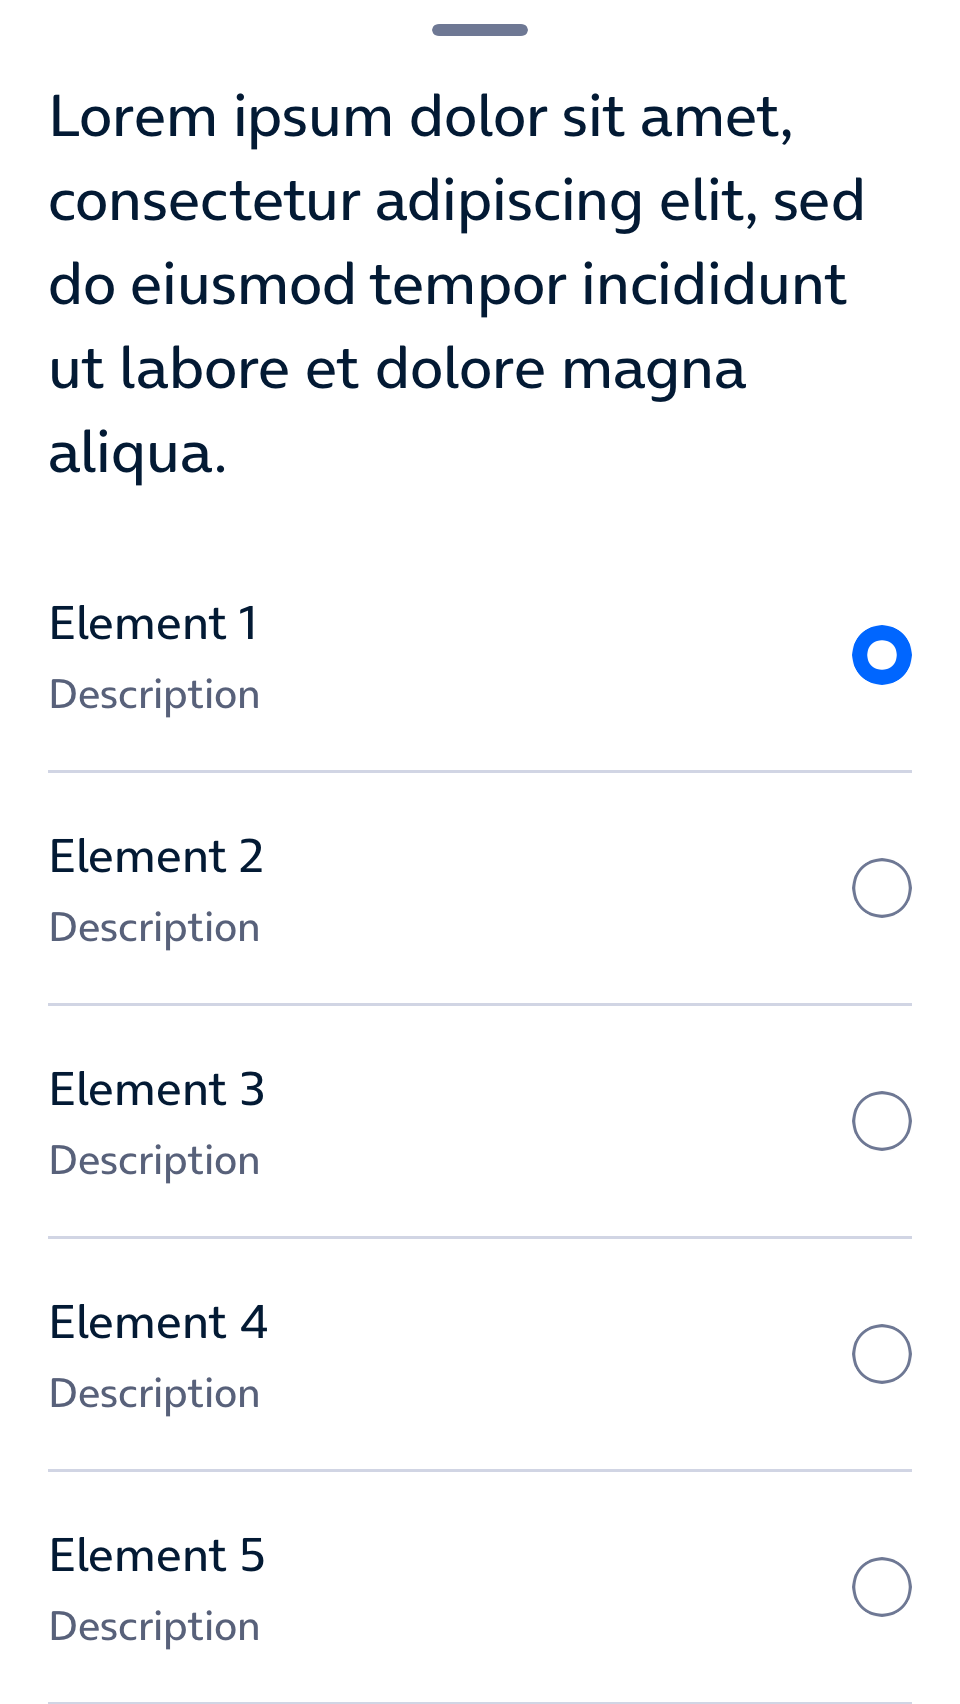 Lorem ipsum dolor sit amet,
consectetur adipiscing elit, sed
do eiusmod tempor incididunt
ut labore et dolore magna
aliqua.
Element 1
Description
Element 2
Description
Element 3
Description
Element 4
Description
Element 5
Description